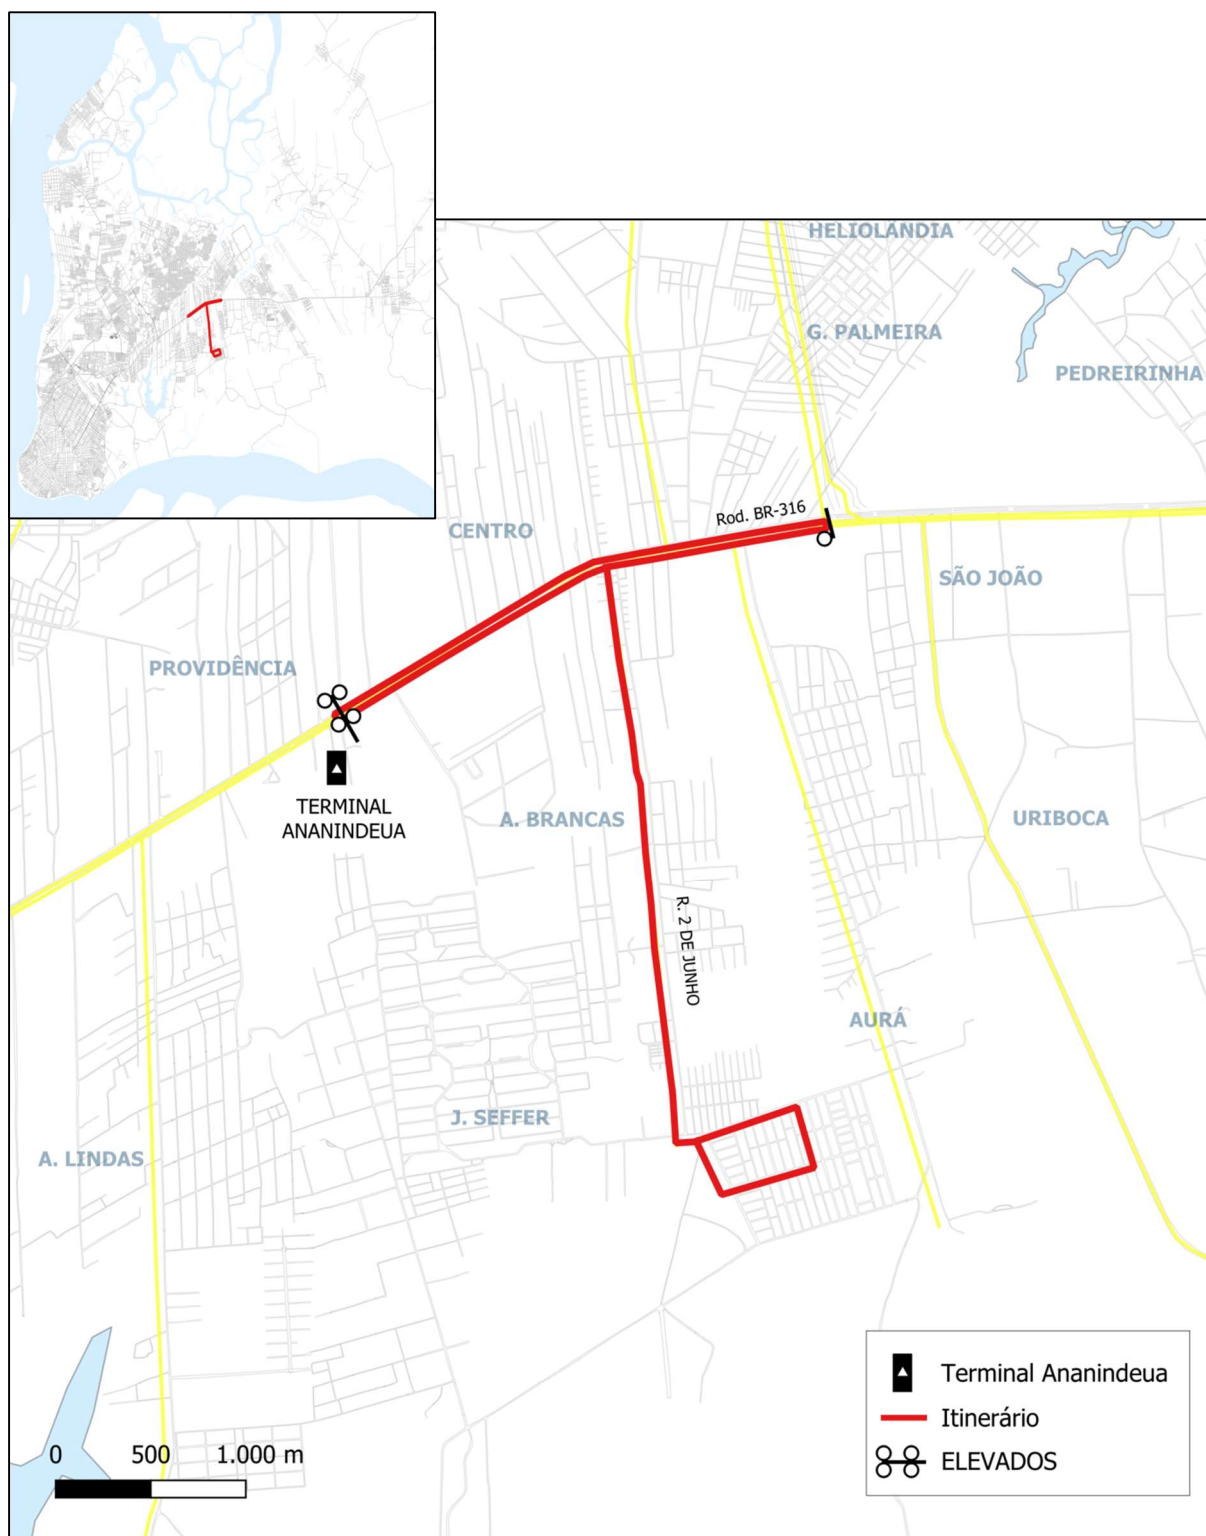 HELIOLANDIA
G. PALMEIRA
PEDREIRINHA
Rod. BR-316
CENTRO
SÃO JOÃO
PROVIDÊNCIA
TERMINAL
ANANINDEUA
A. BRANCAS
URIBOCA
R. 2 DE JUNHO
AURÁ
J. SEFFER
A. LINDAS
Terminal Ananindeua
Itinerário
ELEVADOS
0 500 1.000 m